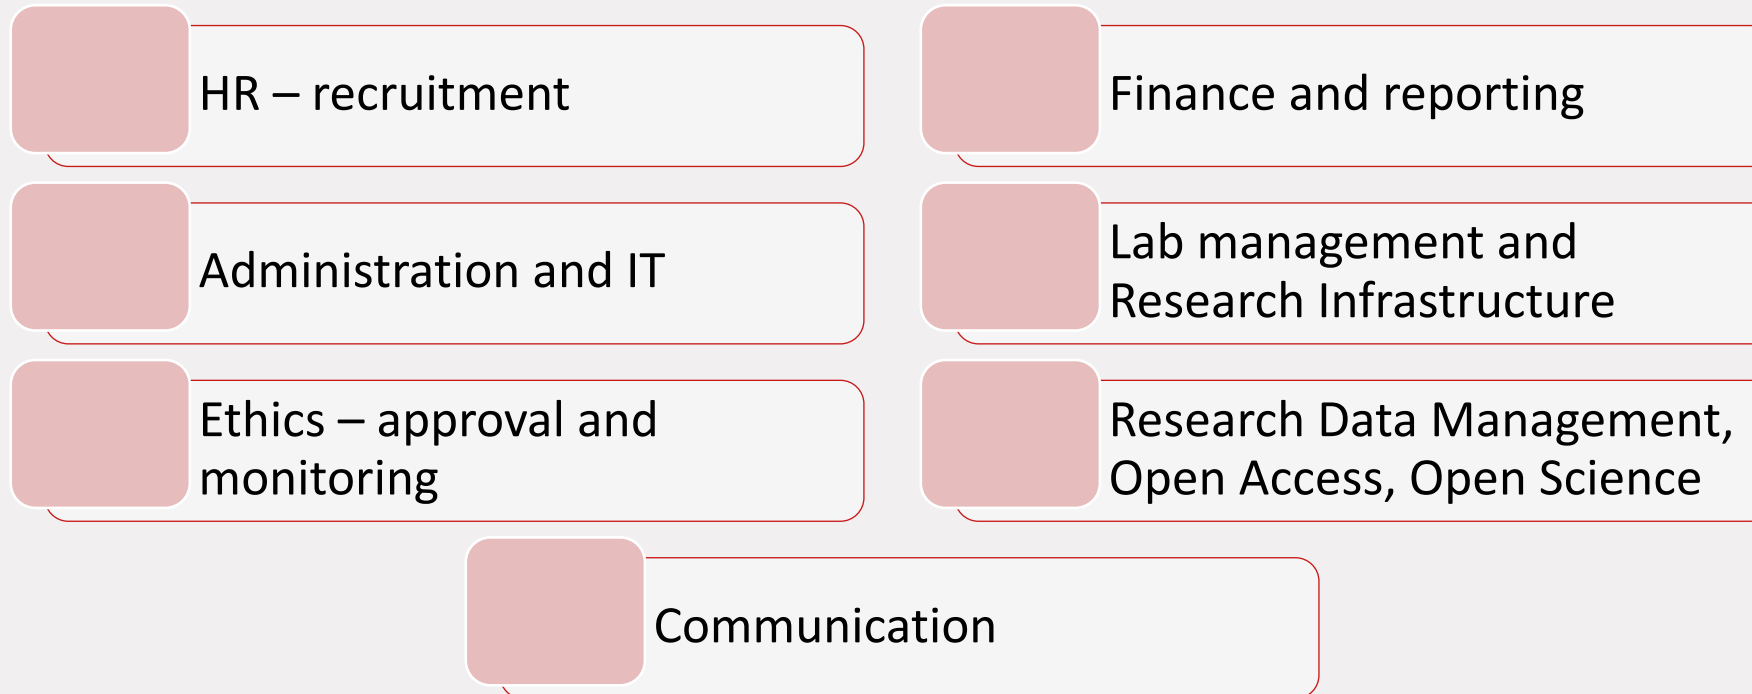 HR – recruitment
Finance and reporting
Administration and IT
Lab management and
Research Infrastructure
Ethics – approval and
monitoring
Research Data Management,
Open Access, Open Science
Communication